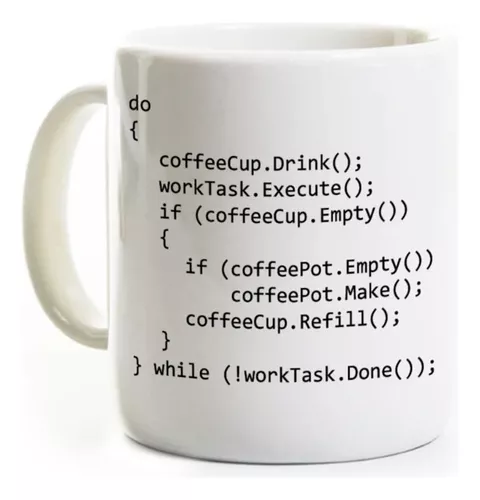 do
{
coffeeCup.Drink();
workTask.Execute();
if (coffeeCup.Empty())
{
if (coffeePot.Empty())
coffeePot.Make();
coffeeCup.Refill();
}
} while (!workTask.Done());